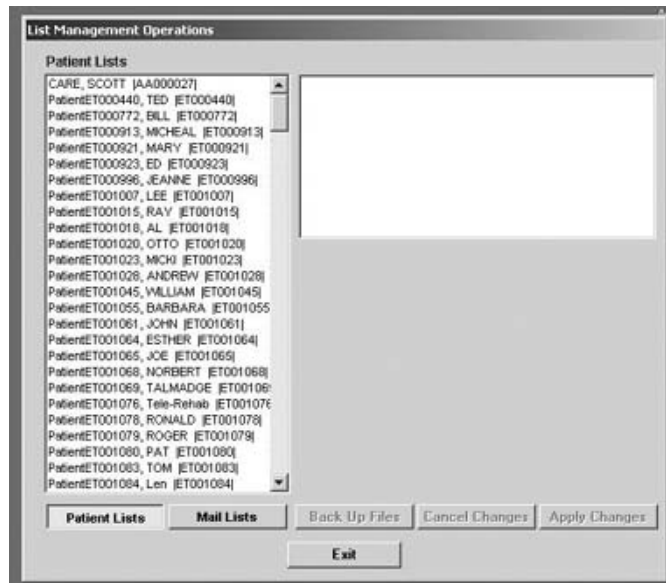 List Management Operations
Patient Lists
CARE, SCOTT |AA000027|
PatientET000440, TED |ET000440|
PatientET000772, BILL |ET000772|
PatientET000913, MICHEAL |ET000913|
PatientET000921, MARY |ET000921|
PatientET000923, ED |ET000923|
PatientET000996, JEANNE |ET000996|
PatientET001007, LEE |ET001007|
PatientET001015, RAY |ET001015|
PatientET001018, AL |ET001018|
PatientET001020, OTTO |ET001020|
PatientET001023, MICKI |ET001023|
PatientET001028, ANDREW |ET001028|
PatientET001045, WILLIAM |ET001045|
PatientET001055, BARBARA |ET001055
PatientET001061, JOHN |ET001061|
PatientET001064, ESTHER |ET001064|
PatientET001065, JOE |ET001065|
PatientET001068, NORBERT |ET001068|
PatientET001069, TALMADGE |ET00106
PatientET001076, Tele-Rehab |ET001076
PatientET001078, RONALD |ET001078|
PatientET001079, ROGER |ET001079|
PatientET001080, PAT |ET001080|
PatientET001083, TOM |ET001083|
PatientET001084, Len |ET001084|
Patient Lists Mail Lists Back Up Files Cancel Changes Apply Changes
Exit